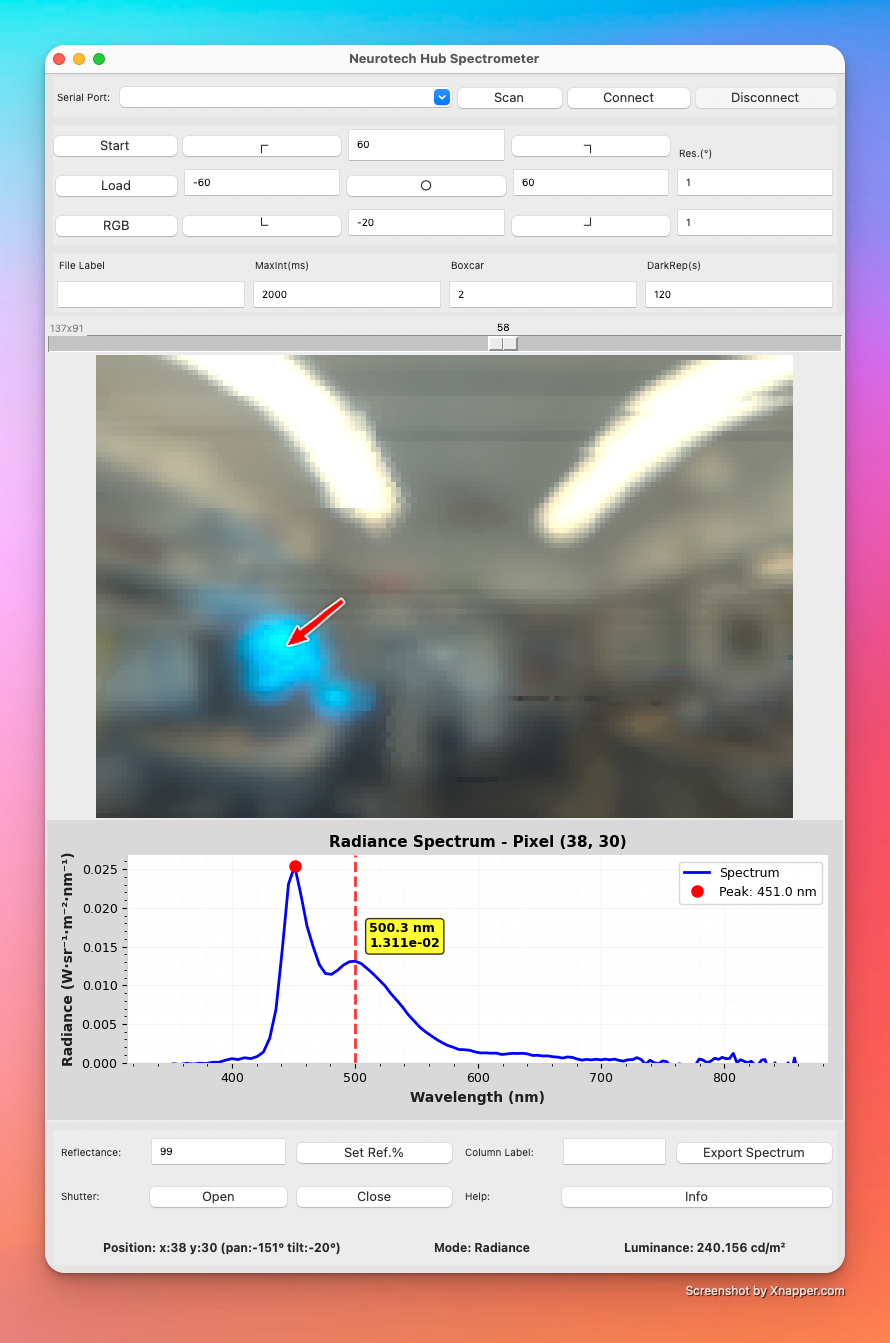 Neurotech Hub Spectrometer
Serial Port: Scan Connect Disconnect
Start ┌ 60 ┐ Res.(°)
Load -60 O 60 1
RGB └ -20 ┘ 1
File Label MaxInt(ms) Boxcar DarkRep(s)
2000 2 120
137x91 58
Radiance Spectrum - Pixel (38, 30)
Radiance (W·sr⁻¹·m⁻²·nm⁻¹)
0.025
0.020
0.015
0.010
0.005
0.000
Spectrum
Peak: 451.0 nm
500.3 nm
1.311e-02
400 500 600 700 800
Wavelength (nm)
Reflectance: 99 Set Ref.% Column Label: Export Spectrum
Shutter: Open Close Help: Info
Position: x:38 y:30 (pan:-151° tilt:-20°) Mode: Radiance Luminance: 240.156 cd/m²
Screenshot by Xnapper.com